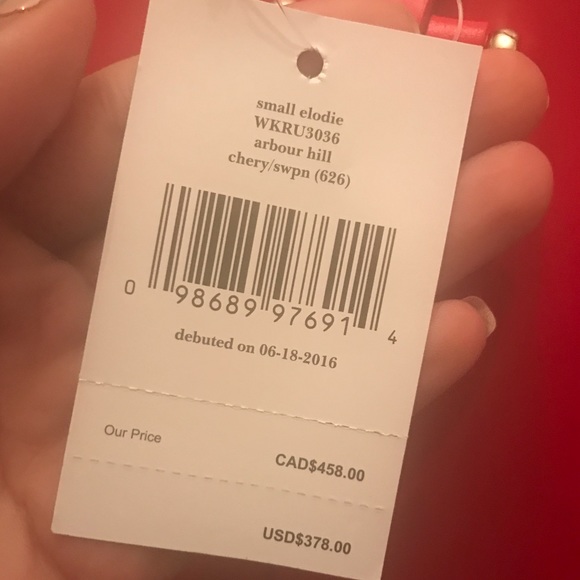 small elodie
WKRU3036
arbour hill
chery/swpn (626)
0 98689 97691 4
debuted on 06-18-2016
Our Price
CAD$458.00
USD$378.00